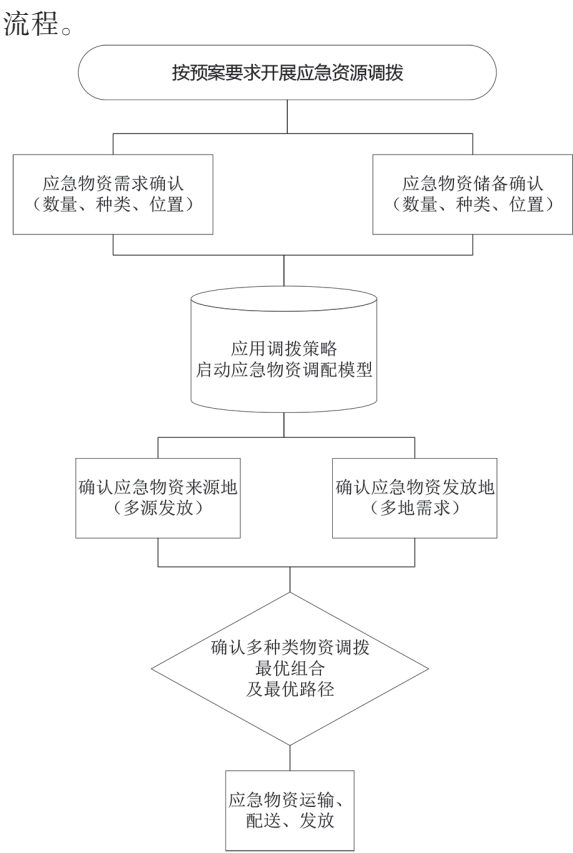 流程。
按预案要求开展应急资源调拨
应急物资需求确认
（数量、种类、位置）
应急物资储备确认
（数量、种类、位置）
应用调拨策略
启动应急物资调配模型
确认应急物资来源地
（多源发放）
确认应急物资发放地
（多地需求）
确认多种类物资调拨
最优组合
及最优路径
应急物资运输、
配送、发放